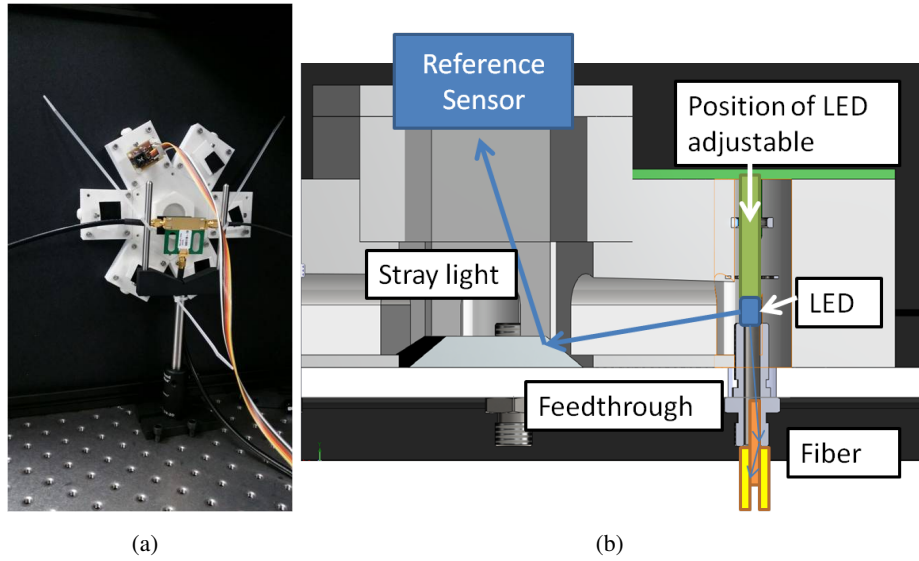 Reference
Sensor
Position of LED
adjustable
Stray light
LED
Feedthrough
Fiber
(a)
(b)